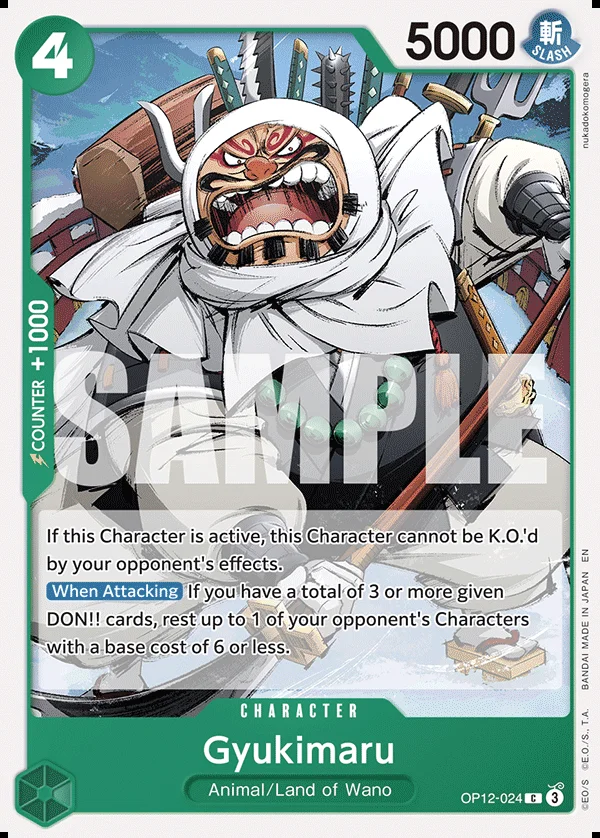 4
5000
斬
SLASH
nukadokomogera
COUNTER +1000
SAMPLE
If this Character is active, this Character cannot be K.O.'d
by your opponent's effects.
When Attacking If you have a total of 3 or more given
DON!! cards, rest up to 1 of your opponent's Characters
with a base cost of 6 or less.
CHARACTER
Gyukimaru
Animal/Land of Wano
OP12-024 C 3
©EO/S ©E.O./S., T.A. BANDAI MADE IN JAPAN EN